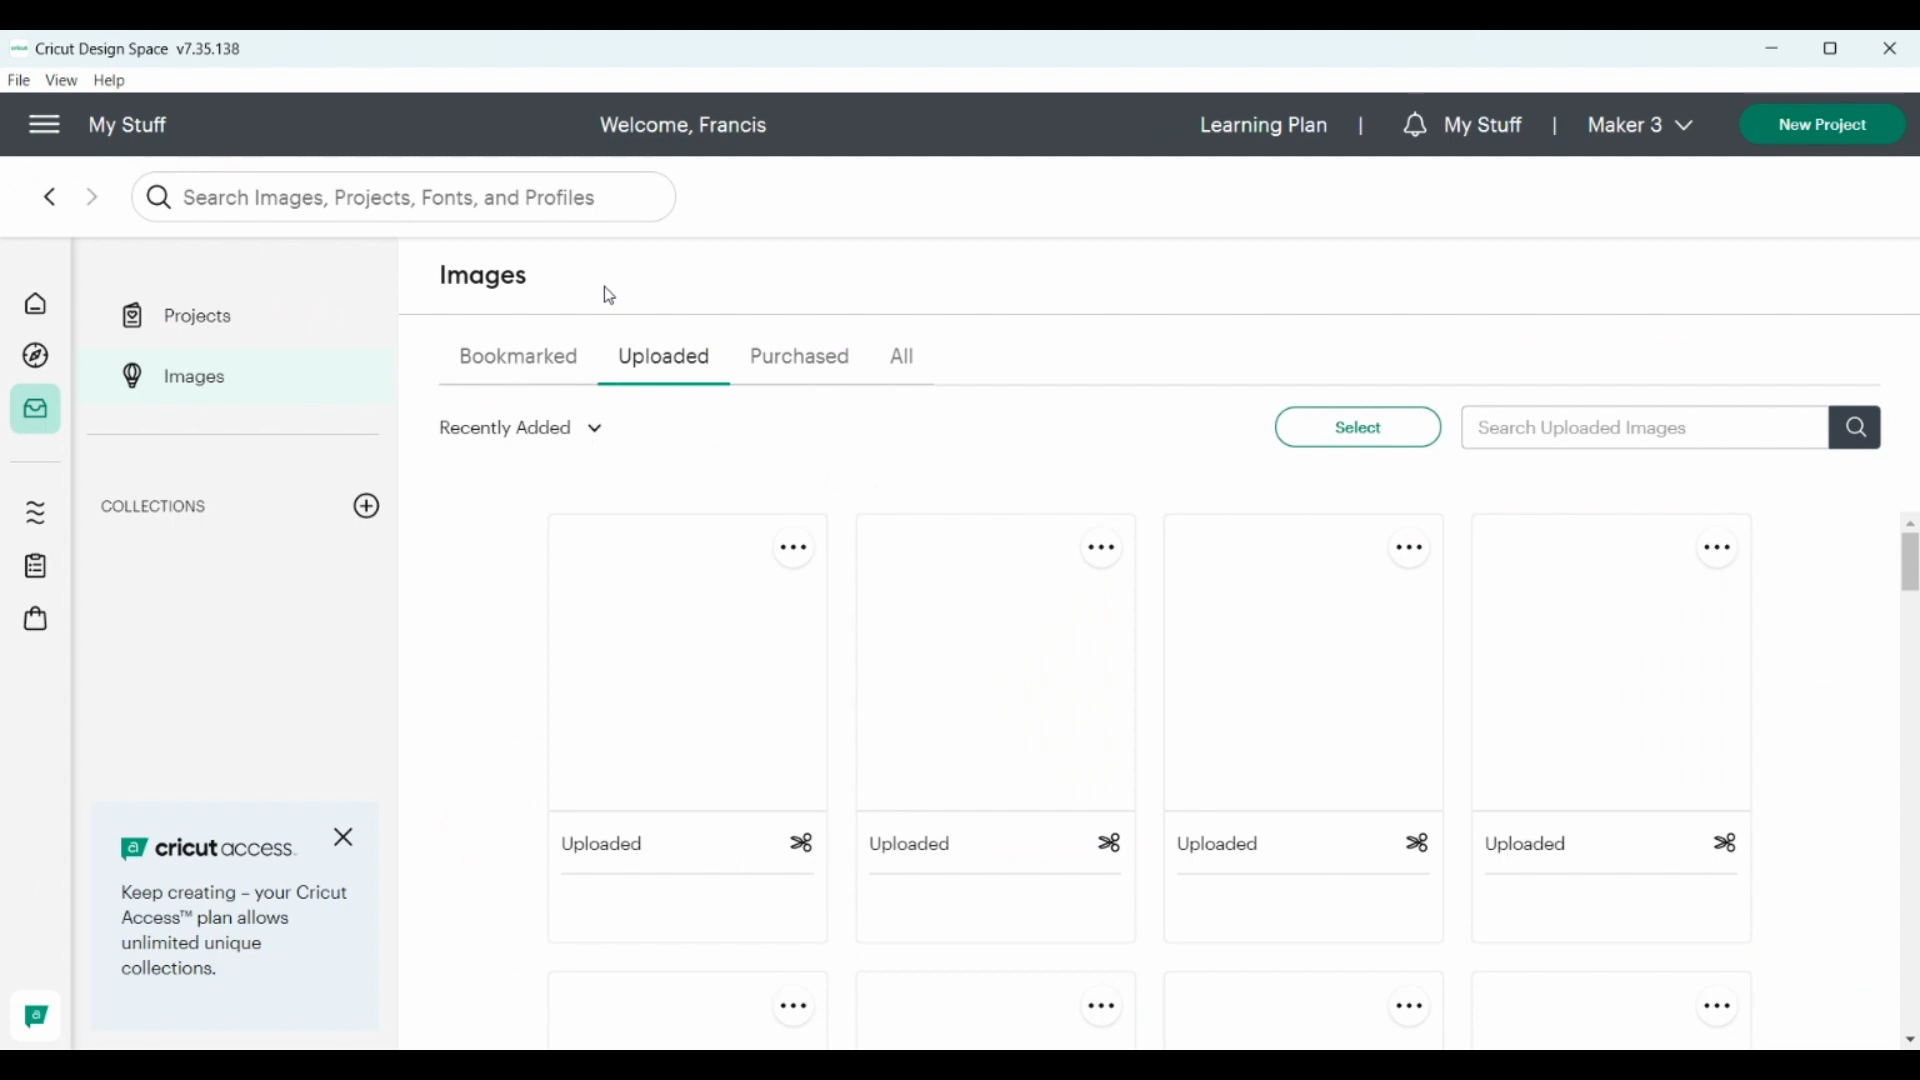 Cricut Design Space v7.35.138
File View Help
My Stuff Welcome, Francis Learning Plan | My Stuff | Maker 3 New Project
Search Images, Projects, Fonts, and Profiles
Images
Projects
Images
Bookmarked Uploaded Purchased All
Recently Added Select Search Uploaded Images
COLLECTIONS
Uploaded Uploaded Uploaded Uploaded
cricut access™
Keep creating – your Cricut
Access™ plan allows
unlimited unique
collections.